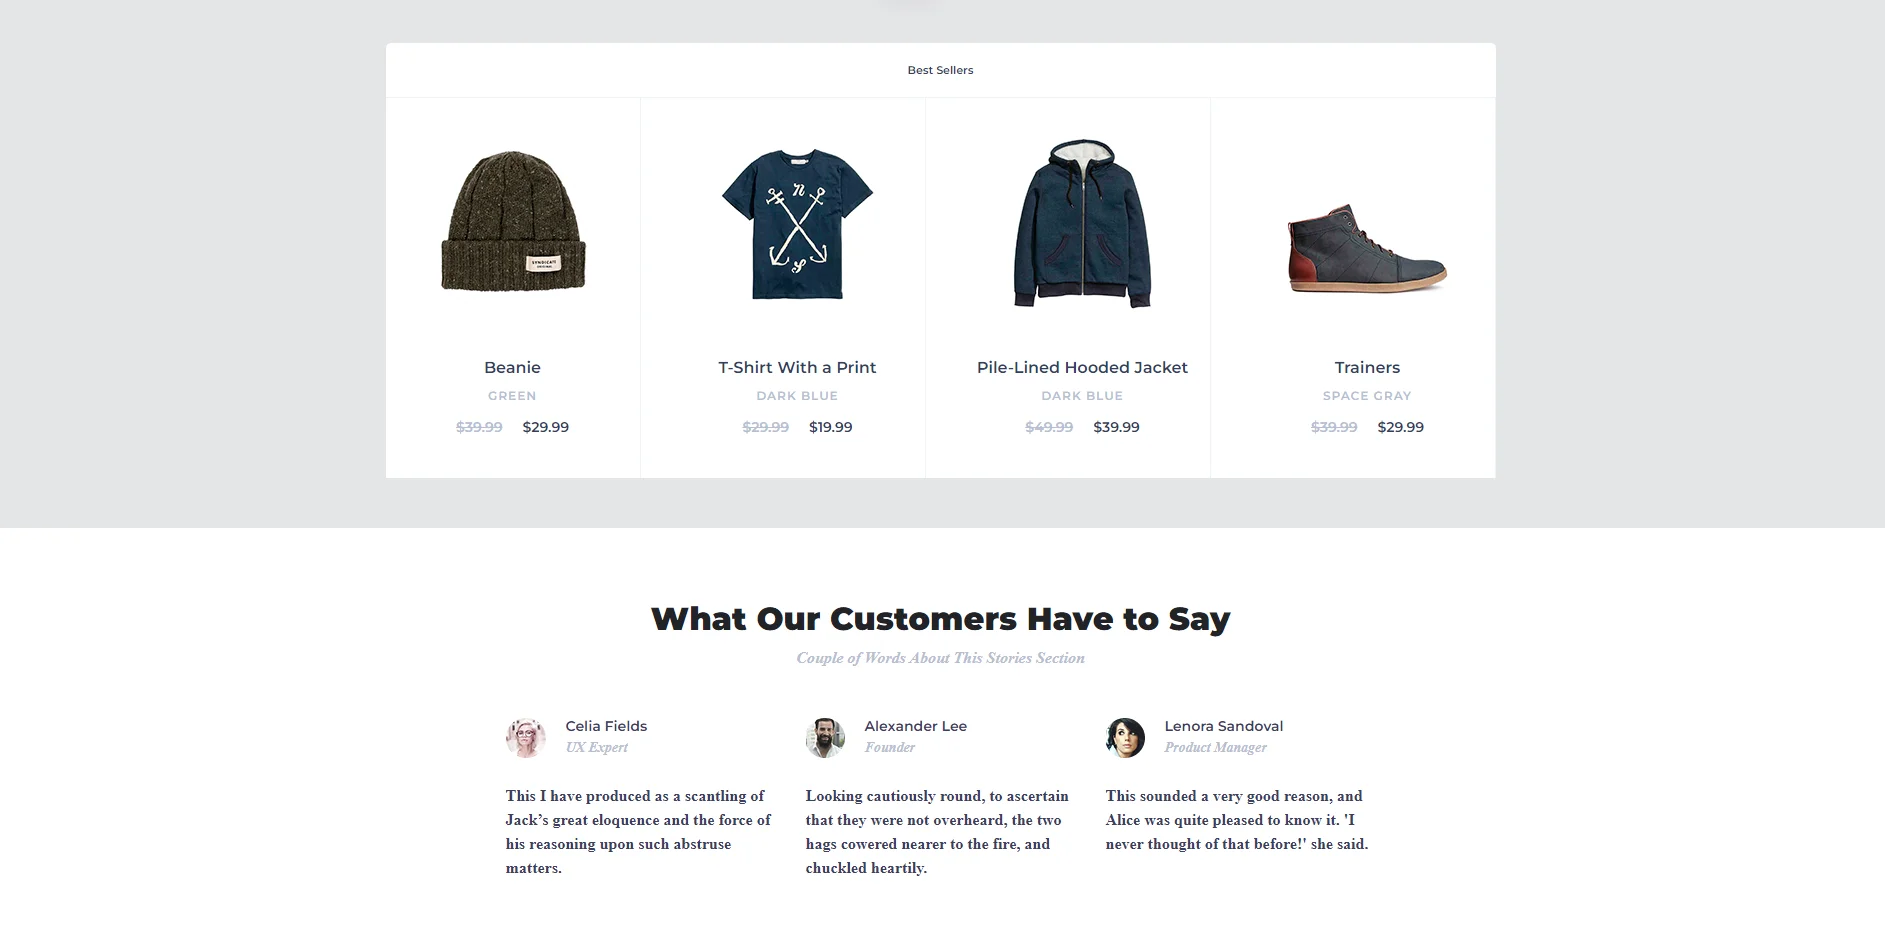 Best Sellers
SYNDICATE
Beanie
GREEN
$39.99 $29.99
T-Shirt With a Print
DARK BLUE
$29.99 $19.99
Pile-Lined Hooded Jacket
DARK BLUE
$49.99 $39.99
Trainers
SPACE GRAY
$39.99 $29.99
What Our Customers Have to Say
Couple of Words About This Stories Section
Celia Fields
UX Expert
This I have produced as a scantling of
Jack’s great eloquence and the force of
his reasoning upon such abstruse
matters.
Alexander Lee
Founder
Looking cautiously round, to ascertain
that they were not overheard, the two
hags cowered nearer to the fire, and
chuckled heartily.
Lenora Sandoval
Product Manager
This sounded a very good reason, and
Alice was quite pleased to know it. 'I
never thought of that before!' she said.